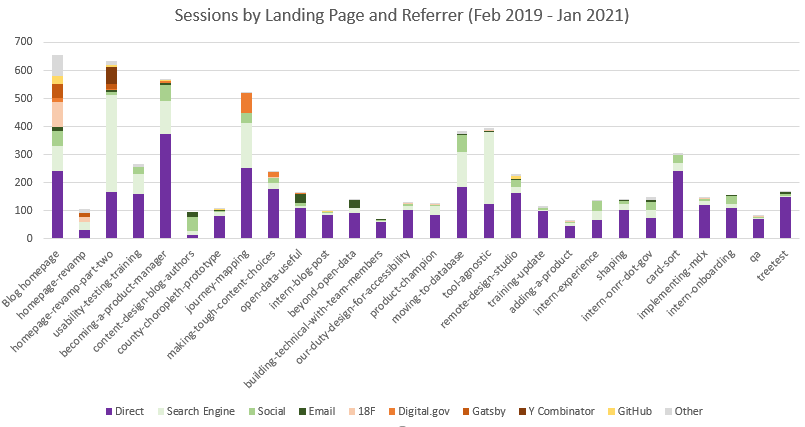 Sessions by Landing Page and Referrer (Feb 2019 - Jan 2021)
700
600
500
400
300
200
100
0
Blog homepage
homepage-revamp
homepage-revamp-part-two
usability-testing-training
becoming-a-product-manager
content-design-blog-authors
county-choropleth-prototype
journey-mapping
making-tough-content-choices
open-data-useful
intern-blog-post
beyond-open-data
building-technical-with-team-members
our-duty-design-for-accessibility
product-champion
moving-to-database
tool-agnostic
remote-design-studio
training-update
adding-a-product
intern-experience
shaping
intern-onrr-dot-gov
card-sort
implementing-mdx
intern-onboarding
qa
treetest
Direct Search Engine Social Email 18F Digital.gov Gatsby Y Combinator GitHub Other